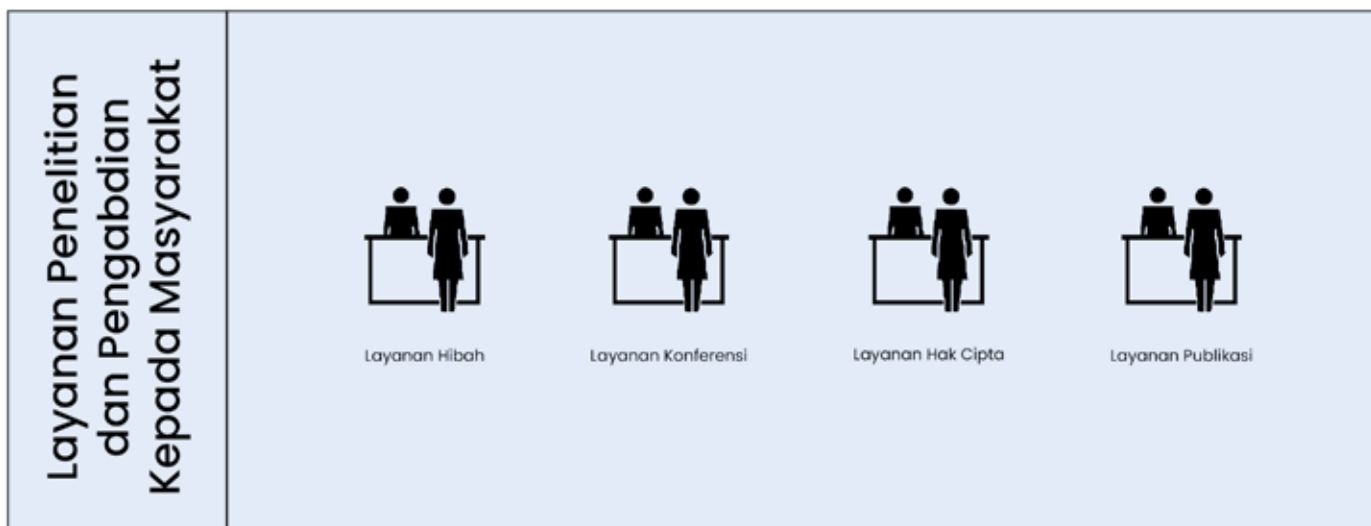 Layanan Penelitian
dan Pengabdian
Kepada Masyarakat
Layanan Hibah
Layanan Konferensi
Layanan Hak Cipta
Layanan Publikasi